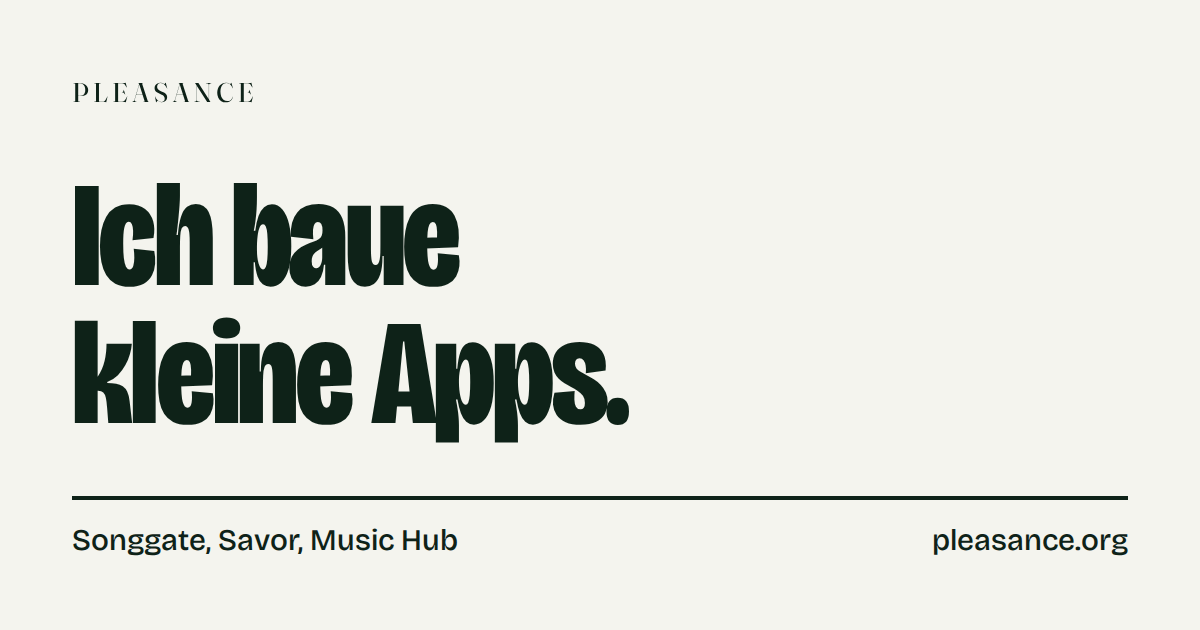 PLEASANCE
Ich baue
kleine Apps.
Songgate, Savor, Music Hub
pleasance.org